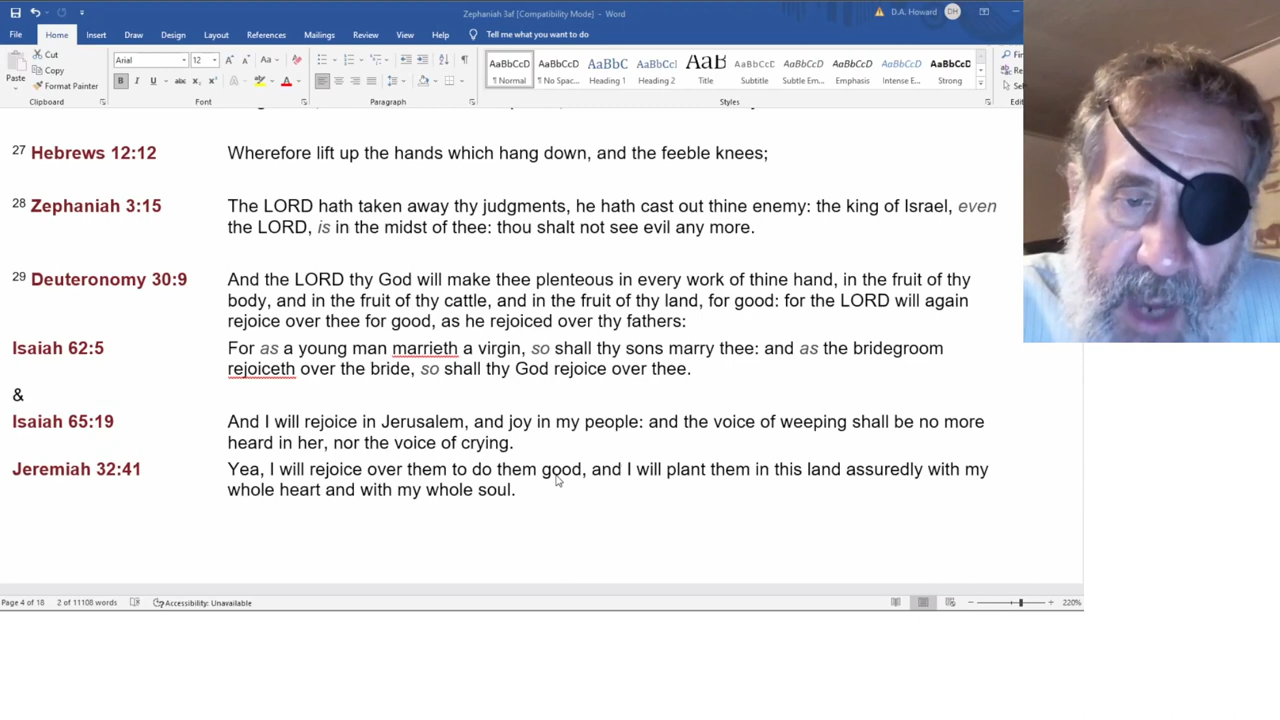 Zephaniah 3af [Compatibility Mode] - Word
D.A. Howard DH
File Home Insert Draw Design Layout References Mailings Review View Help Tell me what you want to do
Paste
Cut
Copy
Format Painter
Clipboard
Arial 12
Font
Paragraph
AaBbCcD AaBbCcD AaBbC AaBbCc AaB AaBbCcD AaBbCcD AaBbCcD AaBbCcD AaBbCcD
¶ Normal ¶ No Spac... Heading 1 Heading 2 Title Subtitle Subtle Em... Emphasis Intense E... Strong
Styles
27 Hebrews 12:12 Wherefore lift up the hands which hang down, and the feeble knees;
28 Zephaniah 3:15 The LORD hath taken away thy judgments, he hath cast out thine enemy: the king of Israel, even
the LORD, is in the midst of thee: thou shalt not see evil any more.
29 Deuteronomy 30:9 And the LORD thy God will make thee plenteous in every work of thine hand, in the fruit of thy
body, and in the fruit of thy cattle, and in the fruit of thy land, for good: for the LORD will again
rejoice over thee for good, as he rejoiced over thy fathers:
Isaiah 62:5 For as a young man marrieth a virgin, so shall thy sons marry thee: and as the bridegroom
rejoiceth over the bride, so shall thy God rejoice over thee.
&
Isaiah 65:19 And I will rejoice in Jerusalem, and joy in my people: and the voice of weeping shall be no more
heard in her, nor the voice of crying.
Jeremiah 32:41 Yea, I will rejoice over them to do them good, and I will plant them in this land assuredly with my
whole heart and with my whole soul.
Page 4 of 18 2 of 11108 words Accessibility: Unavailable 220%